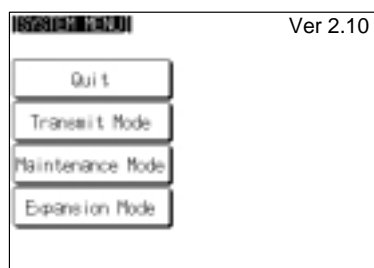 [SYSTEM MENU]
Ver 2.10
Quit
Transmit Mode
Maintenance Mode
Expansion Mode